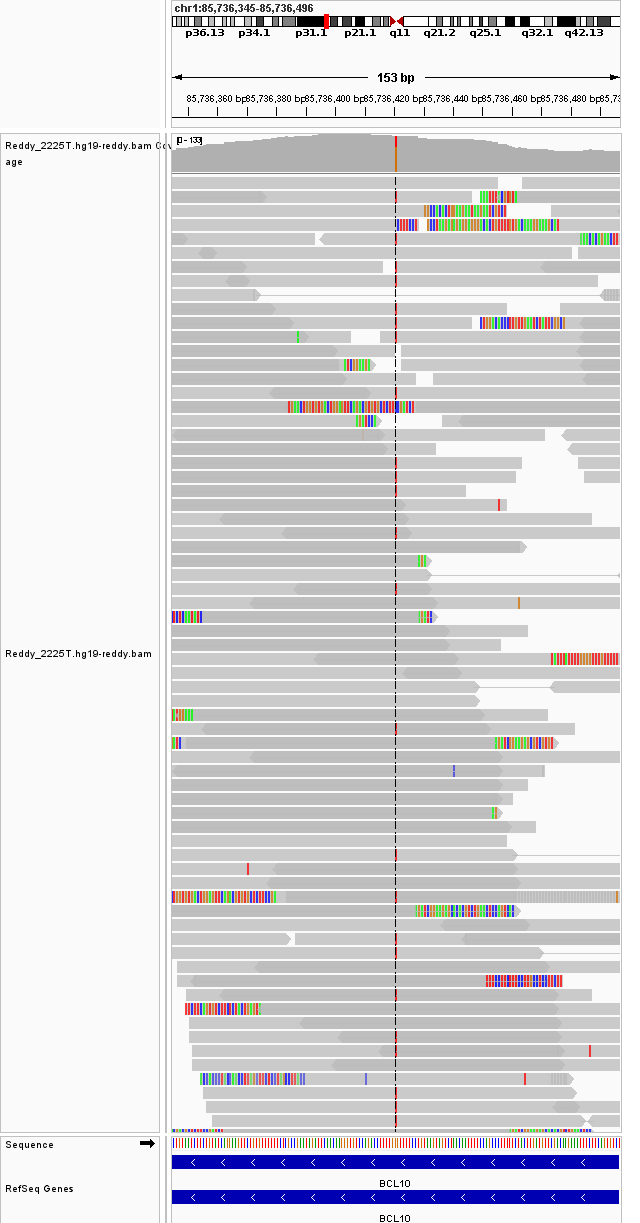 chr1:85,736,345-85,736,496
p36.13 p34.1 p31.1 p21.1 q11 q21.2 q25.1 q32.1 q42.13
153 bp
85,736,360 bp 85,736,380 bp 85,736,400 bp 85,736,420 bp 85,736,440 bp 85,736,460 bp 85,736,480 bp 85,73
[0 - 133]
Reddy_2225T.hg19-reddy.bam Cov
age
Reddy_2225T.hg19-reddy.bam
Sequence
RefSeq Genes
BCL10
BCL10